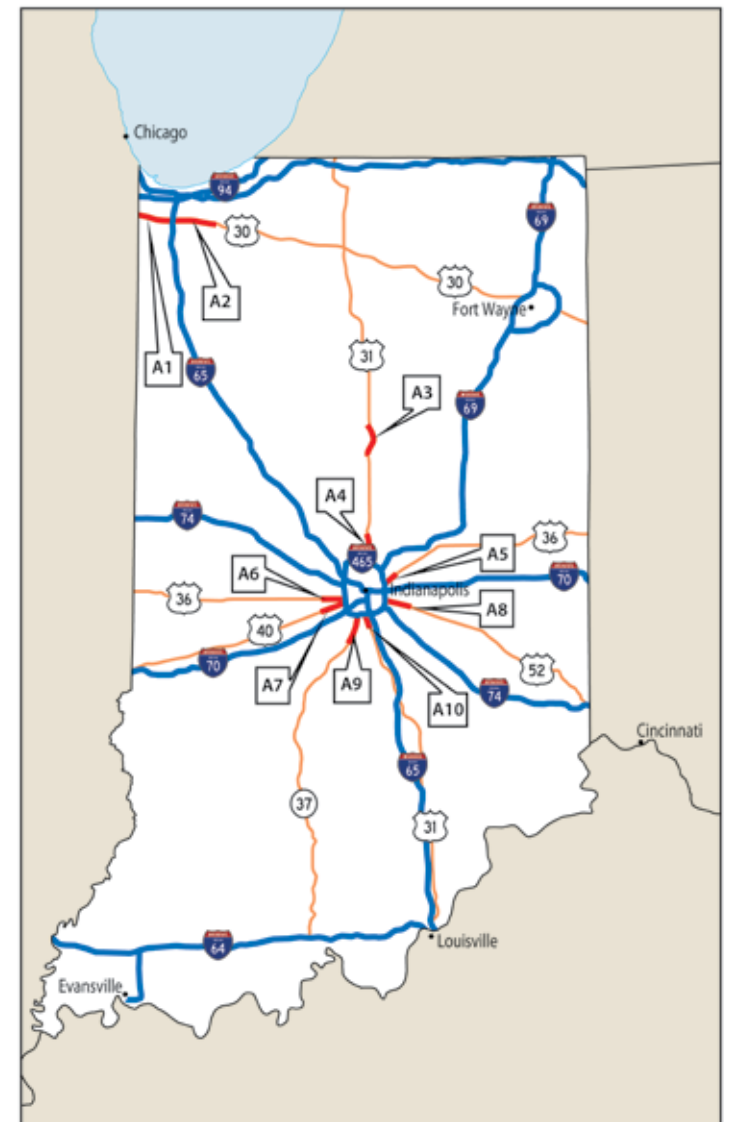 Chicago
94
30
69
A2
30
Fort Wayne
31
A1
65
A3
69
A4
74
36
465
A5
A6
Indianapolis
70
36
A8
40
70
52
A7
A9
74
A10
Cincinnati
65
37
31
64
Louisville
Evansville